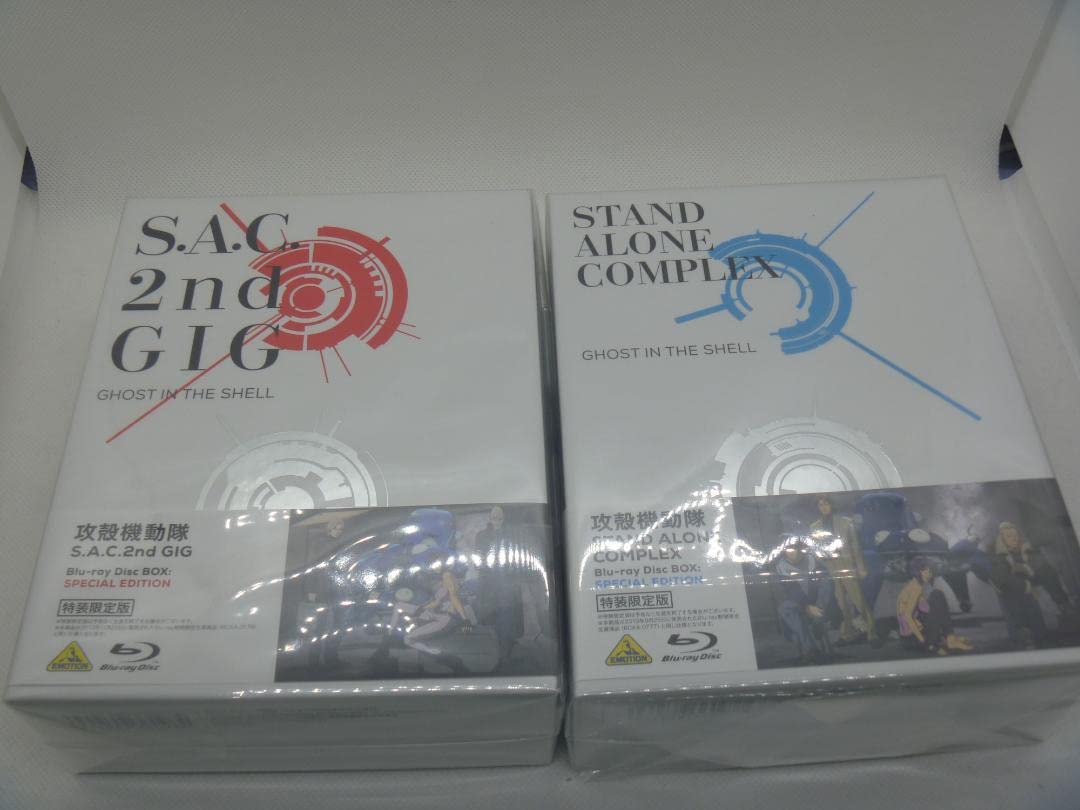 S.A.C.
2nd
GIG
GHOST IN THE SHELL
攻殻機動隊
S.A.C.2nd GIG
Blu-ray Disc BOX:
SPECIAL EDITION
特装限定版
EMOTION
Blu-ray Disc
STAND
ALONE
COMPLEX
GHOST IN THE SHELL
攻殻機動隊
STAND ALONE
COMPLEX
Blu-ray Disc BOX:
SPECIAL EDITION
特装限定版
EMOTION
Blu-ray Disc